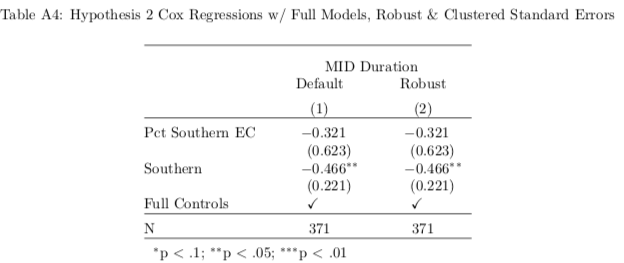 Table A4: Hypothesis 2 Cox Regressions w/ Full Models, Robust & Clustered Standard Errors
MID Duration
Default Robust
(1) (2)
Pct Southern EC −0.321 −0.321
(0.623) (0.623)
Southern −0.466** −0.466**
(0.221) (0.221)
Full Controls ✓ ✓
N 371 371
*p < .1; **p < .05; ***p < .01